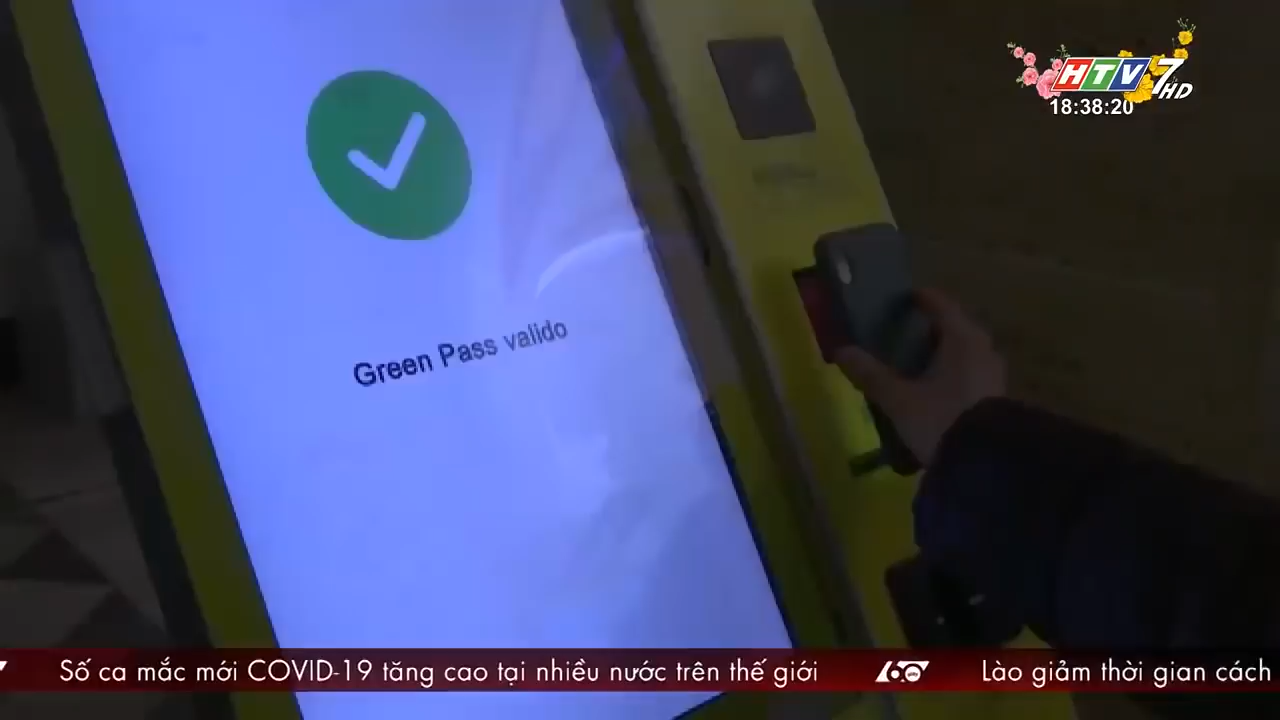 HTV7
HD
18:38:20
Green Pass valido
Số ca mắc mới COVID-19 tăng cao tại nhiều nước trên thế giới
60
Lào giảm thời gian cách